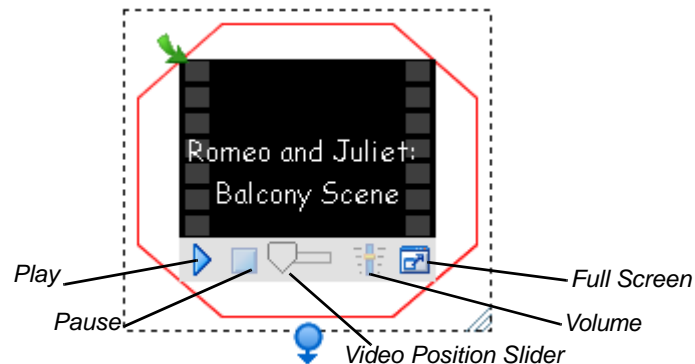 Romeo and Juliet:
Balcony Scene
Play
Full Screen
Pause
Volume
Video Position Slider